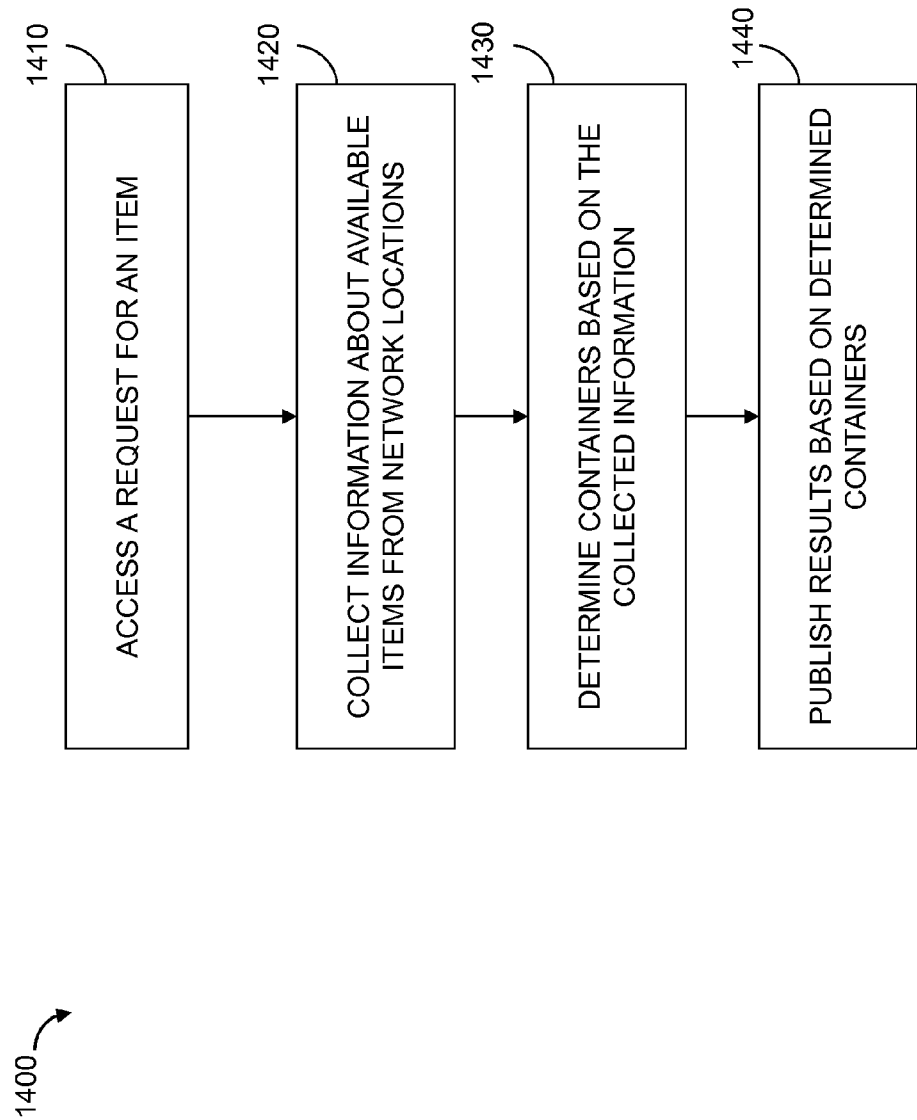 1400
1410
ACCESS A REQUEST FOR AN ITEM
1420
COLLECT INFORMATION ABOUT AVAILABLE
ITEMS FROM NETWORK LOCATIONS
1430
DETERMINE CONTAINERS BASED ON THE
COLLECTED INFORMATION
1440
PUBLISH RESULTS BASED ON DETERMINED
CONTAINERS